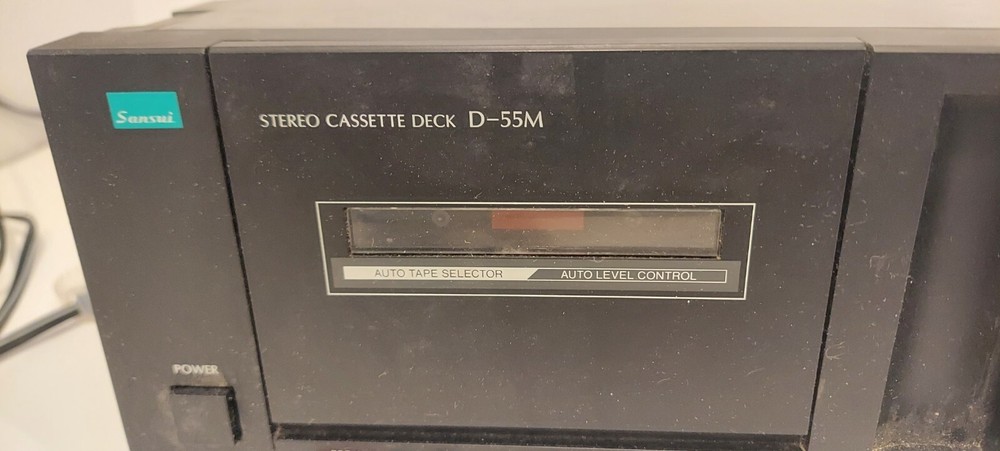 Sansui
STEREO CASSETTE DECK D-55M
AUTO TAPE SELECTOR AUTO LEVEL CONTROL
POWER